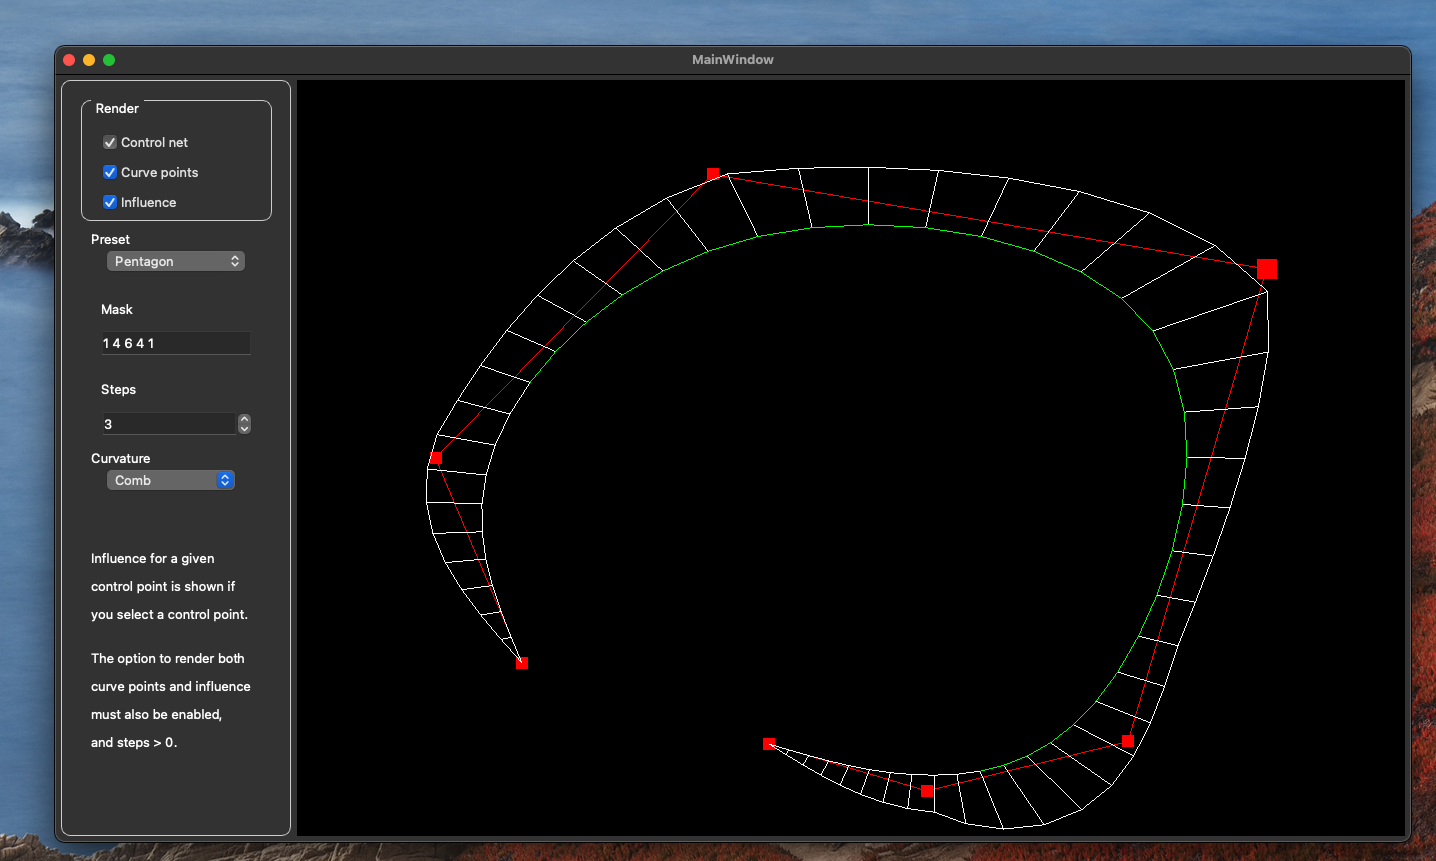 MainWindow
Render
Control net
Curve points
Influence
Preset
Pentagon
Mask
1 4 6 4 1
Steps
3
Curvature
Comb
Influence for a given
control point is shown if
you select a control point.
The option to render both
curve points and influence
must also be enabled,
and steps > 0.